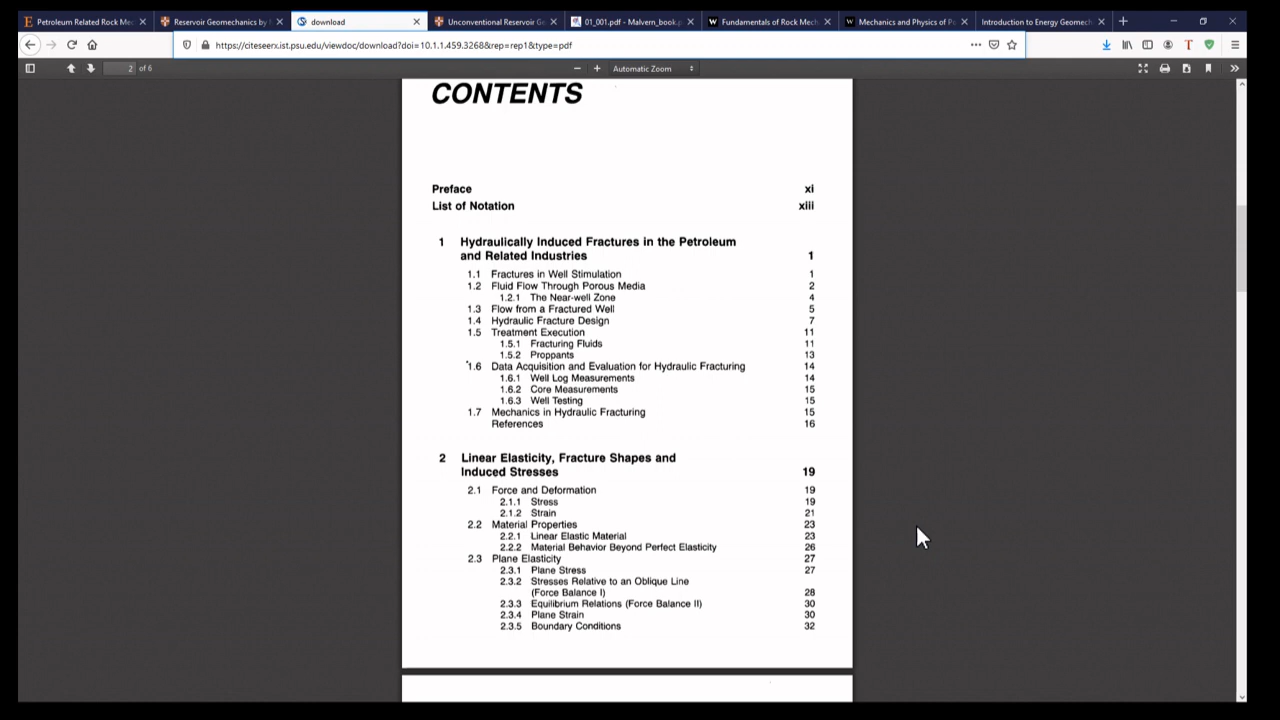 Petroleum Related Rock Mec
Reservoir Geomechanics by
download
Unconventional Reservoir Ge
01_001.pdf - Malvern_book.p
Fundamentals of Rock Mech
Mechanics and Physics of Po
Introduction to Energy Geomech
https://citeseerx.ist.psu.edu/viewdoc/download?doi=10.1.1.459.3268&rep=rep1&type=pdf
2 of 6
Automatic Zoom
CONTENTS
Preface xi
List of Notation xiii
1 Hydraulically Induced Fractures in the Petroleum
and Related Industries 1
1.1 Fractures in Well Stimulation 1
1.2 Fluid Flow Through Porous Media 2
1.2.1 The Near-well Zone 4
1.3 Flow from a Fractured Well 5
1.4 Hydraulic Fracture Design 7
1.5 Treatment Execution 11
1.5.1 Fracturing Fluids 11
1.5.2 Proppants 13
1.6 Data Acquisition and Evaluation for Hydraulic Fracturing 14
1.6.1 Well Log Measurements 14
1.6.2 Core Measurements 15
1.6.3 Well Testing 15
1.7 Mechanics in Hydraulic Fracturing 15
References 16
2 Linear Elasticity, Fracture Shapes and
Induced Stresses 19
2.1 Force and Deformation 19
2.1.1 Stress 19
2.1.2 Strain 21
2.2 Material Properties 23
2.2.1 Linear Elastic Material 23
2.2.2 Material Behavior Beyond Perfect Elasticity 26
2.3 Plane Elasticity 27
2.3.1 Plane Stress 27
2.3.2 Stresses Relative to an Oblique Line
(Force Balance I) 28
2.3.3 Equilibrium Relations (Force Balance II) 30
2.3.4 Plane Strain 30
2.3.5 Boundary Conditions 32